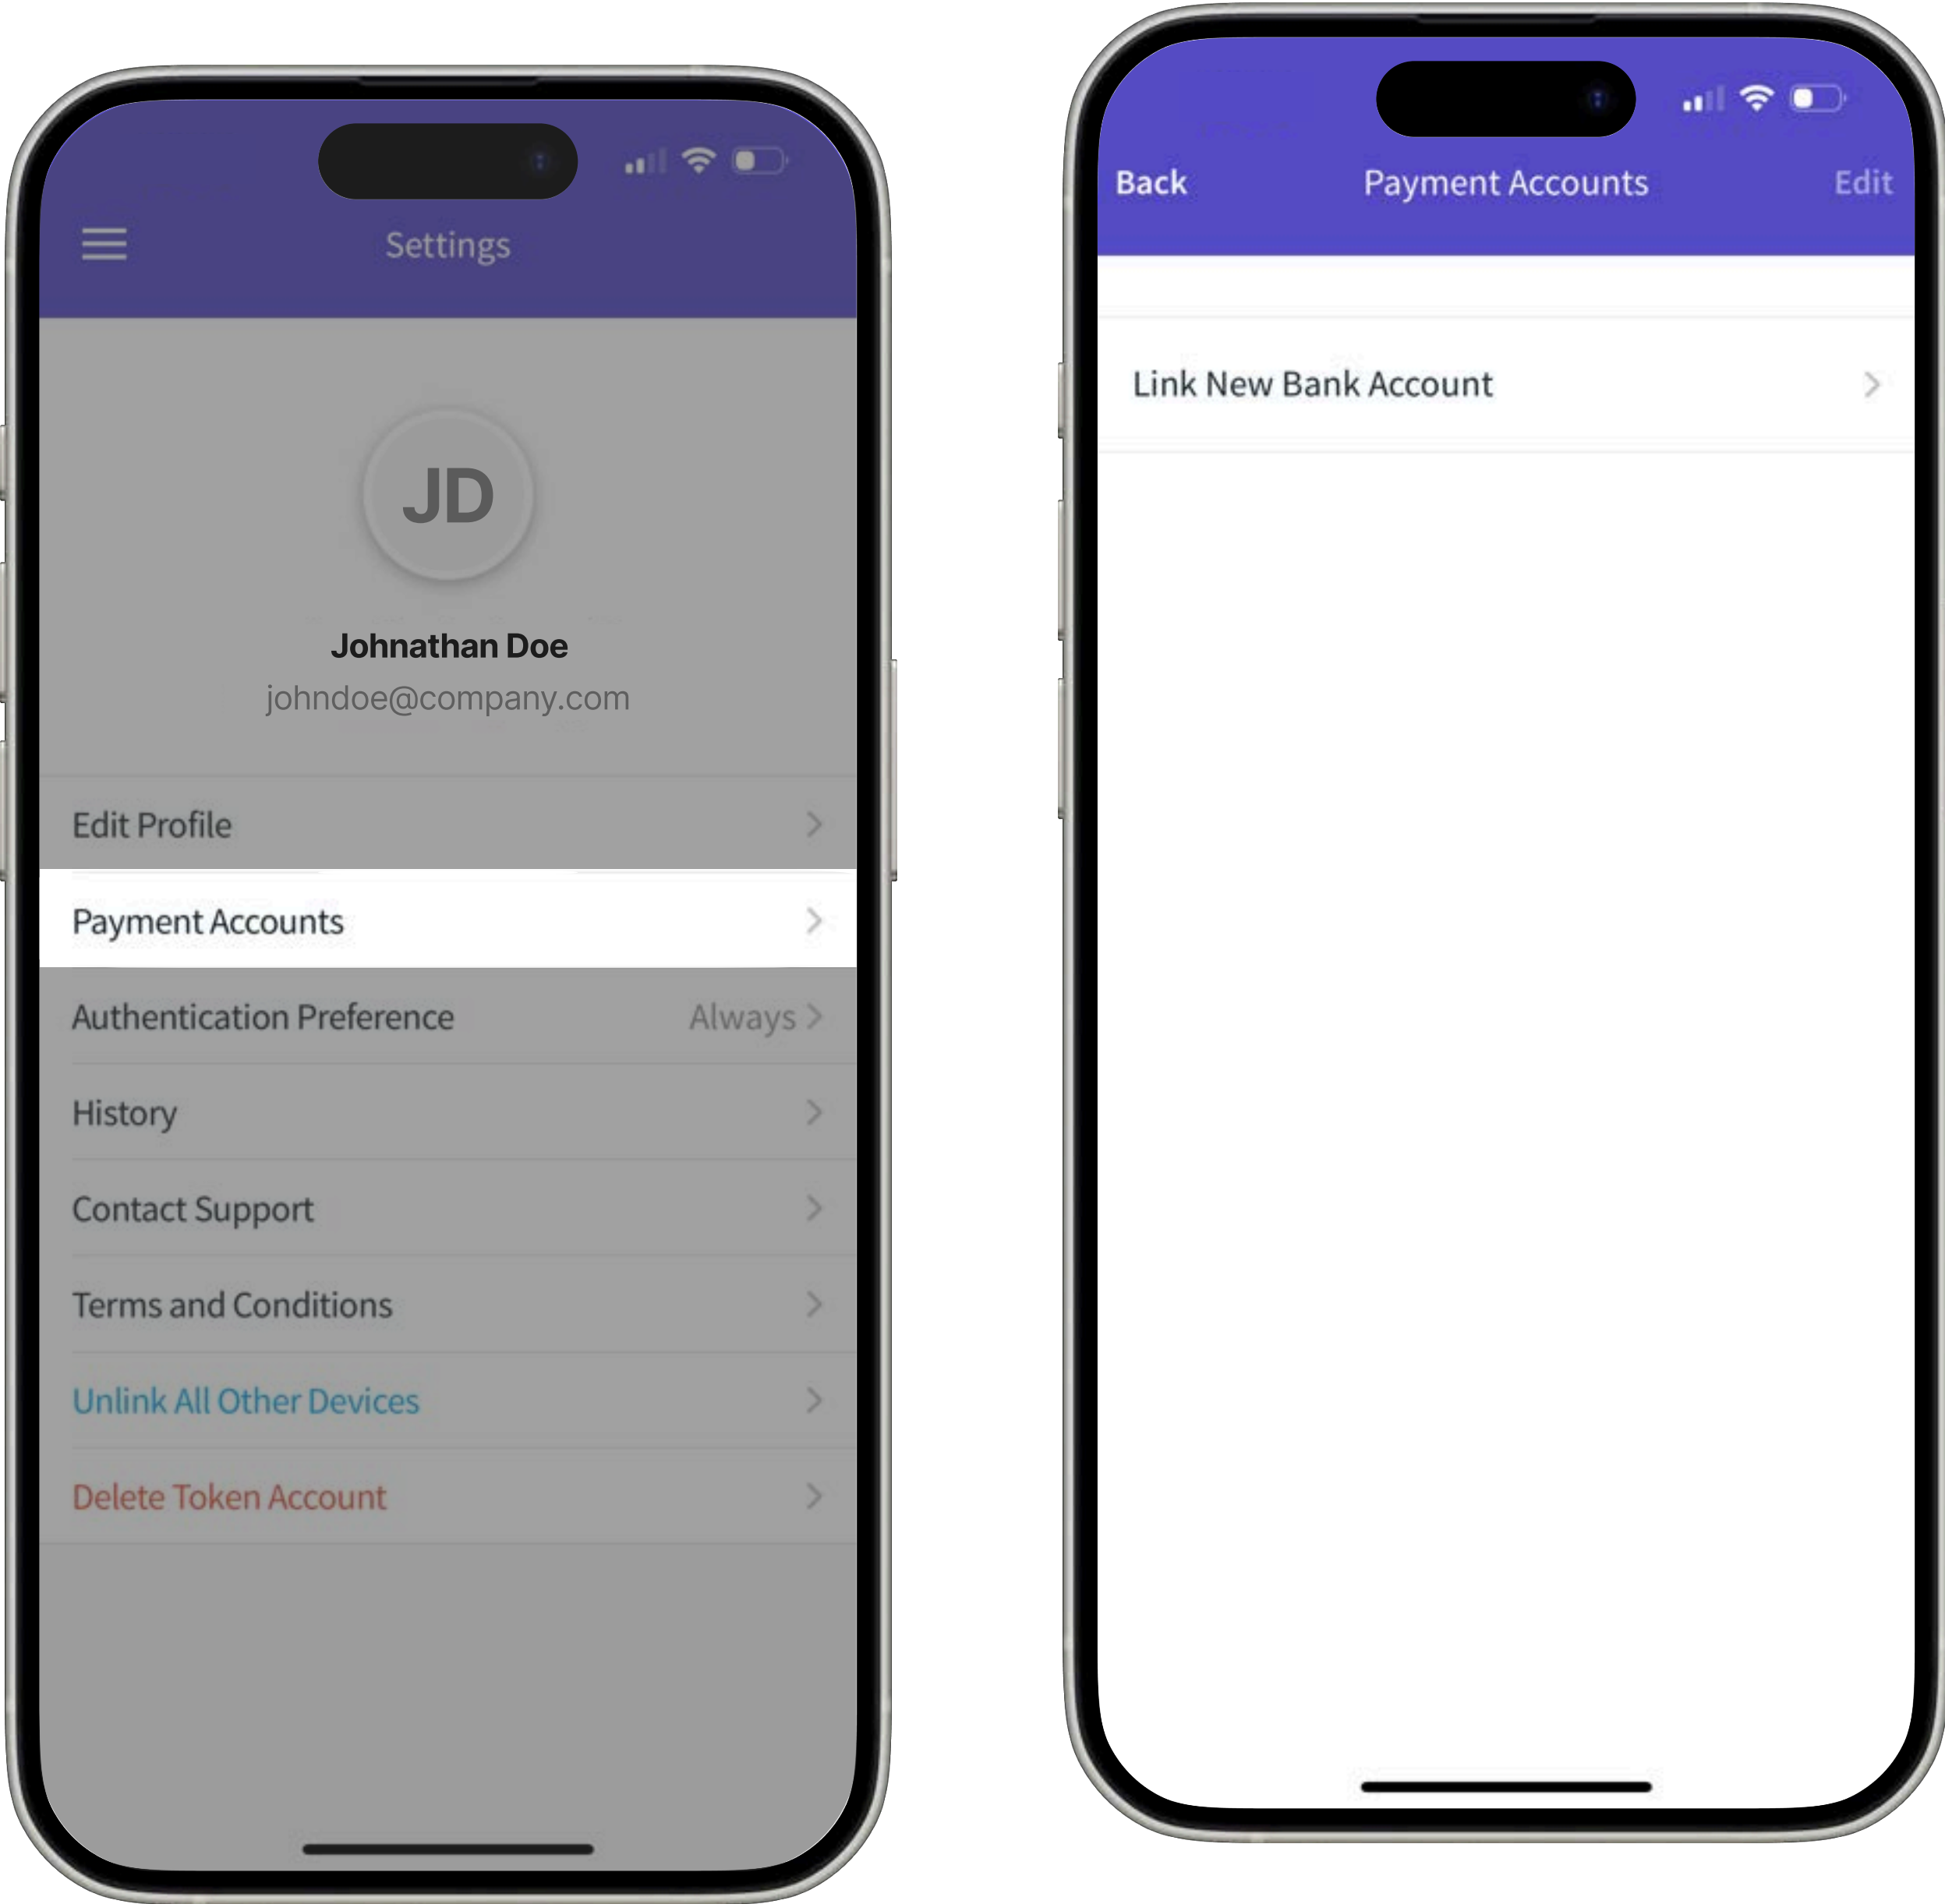 Settings
JD
Johnathan Doe
johndoe@company.com
Edit Profile
Payment Accounts
Authentication Preference Always
History
Contact Support
Terms and Conditions
Unlink All Other Devices
Delete Token Account
Back Payment Accounts Edit
Link New Bank Account